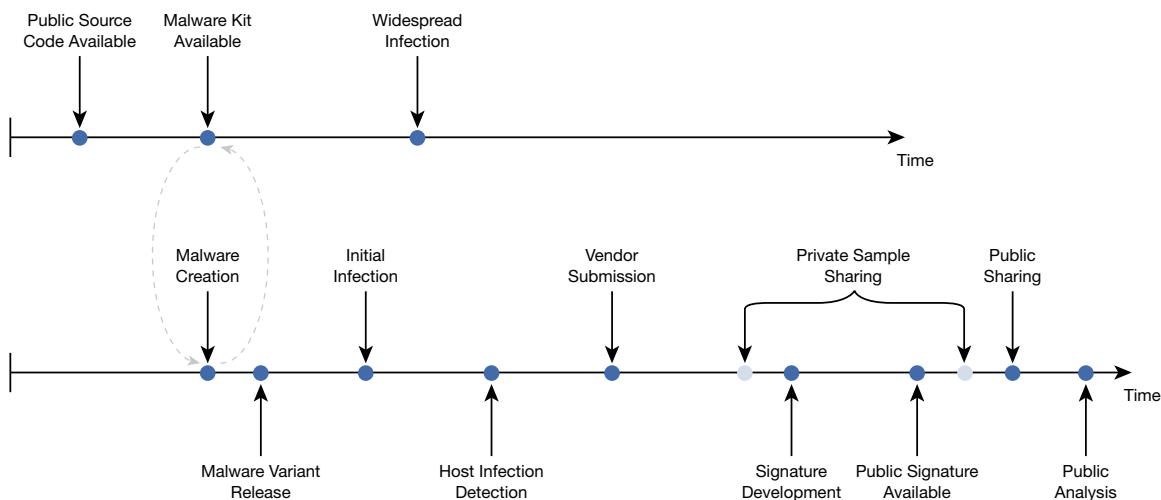 Public Source
Code Available
Malware Kit
Available
Widespread
Infection
Time
Malware
Creation
Initial
Infection
Vendor
Submission
Private Sample
Sharing
Public
Sharing
Time
Malware Variant
Release
Host Infection
Detection
Signature
Development
Public Signature
Available
Public
Analysis